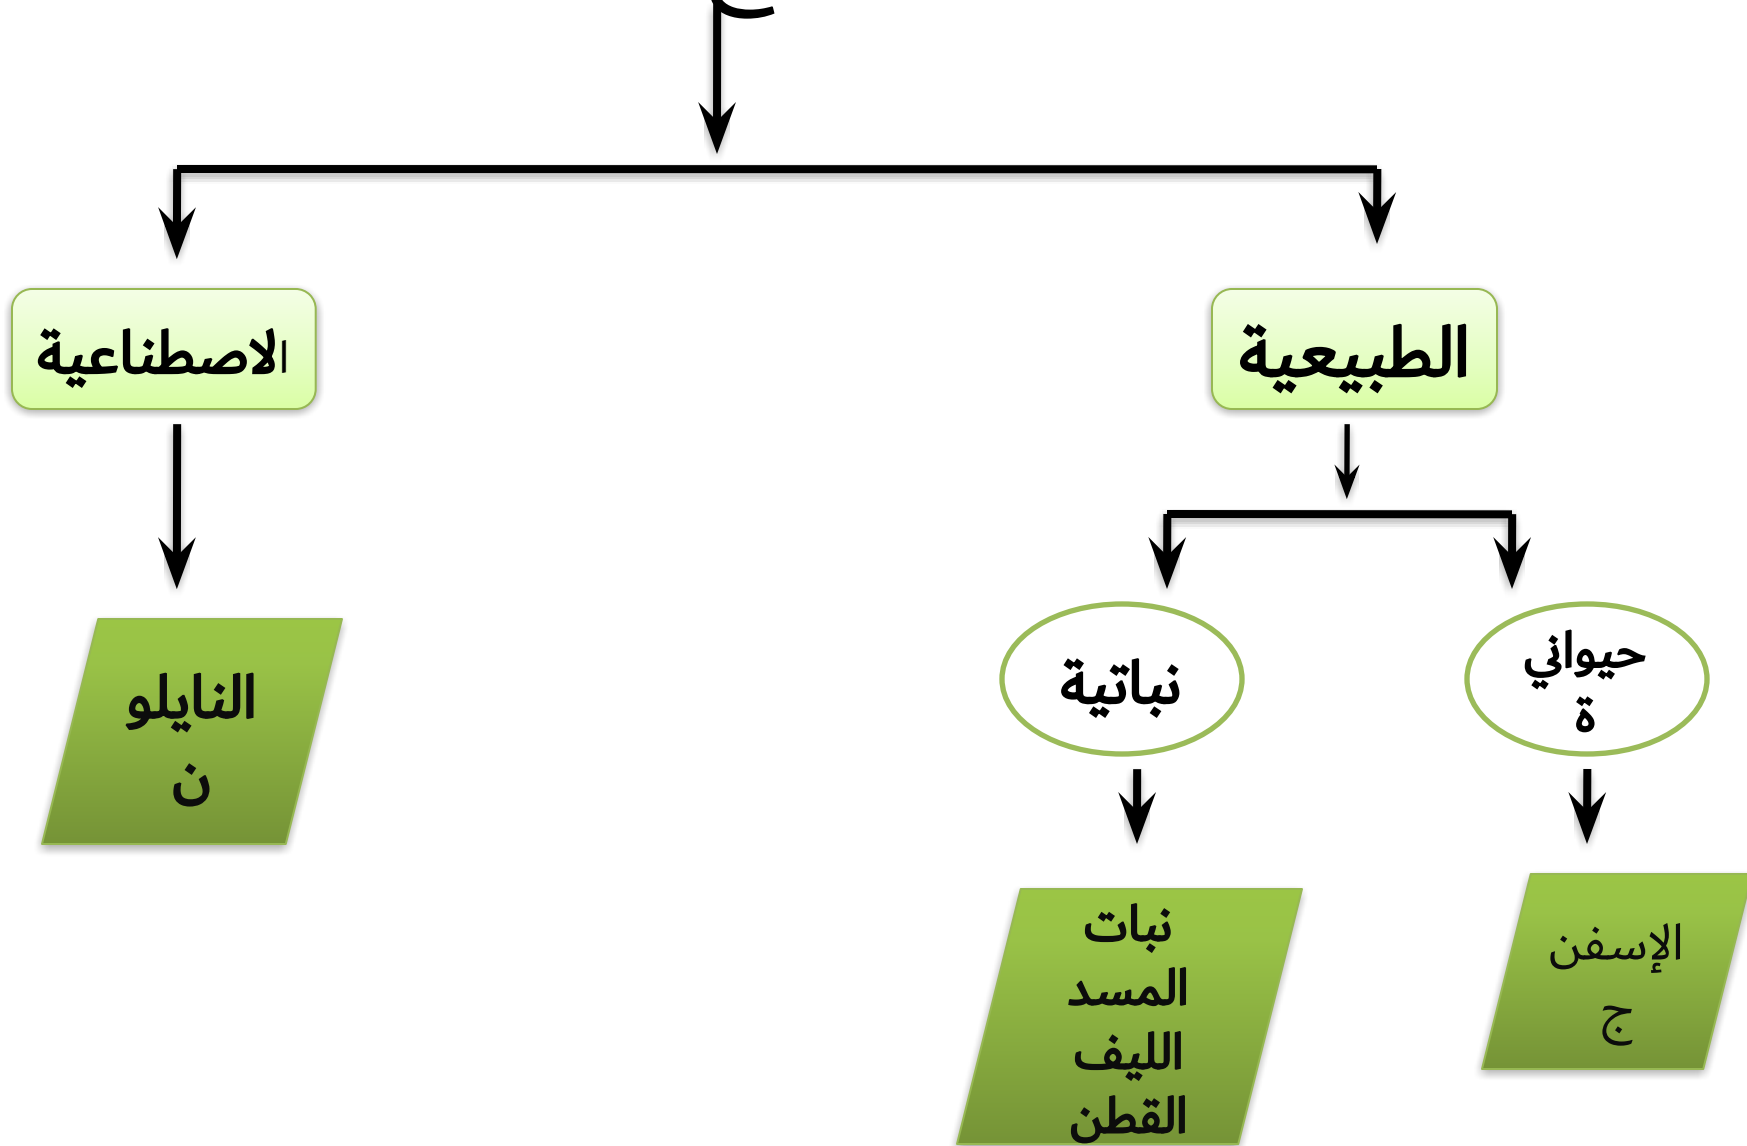 الطبيعية
الاصطناعية
حيواني
ة
نباتية
النايلو
ن
الإسفن
ج
نبات
المسد
الليف
القطن